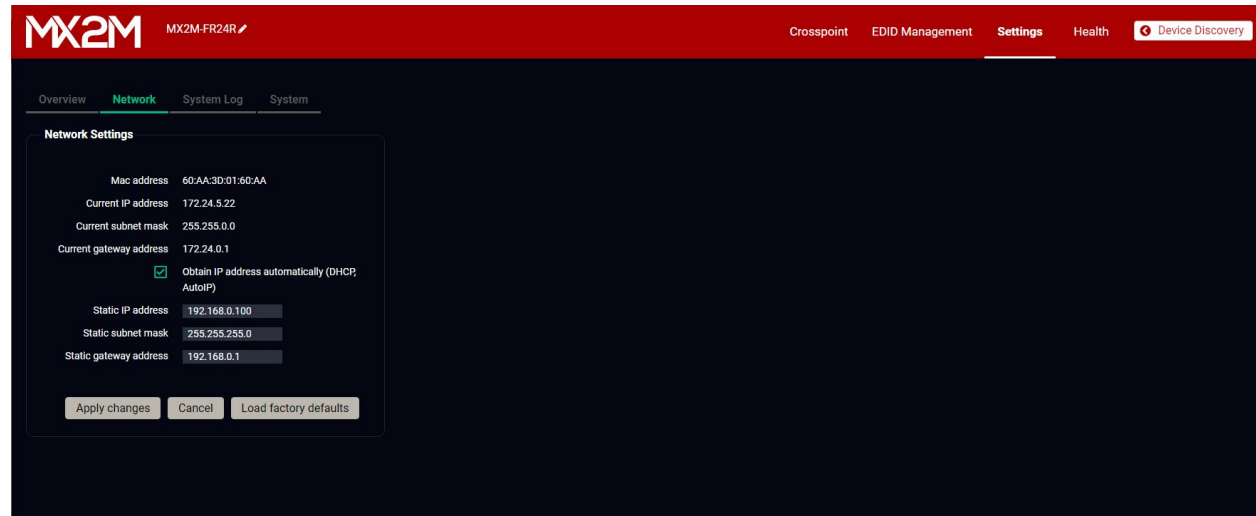 MX2M MX2M-FR24R
Crosspoint EDID Management Settings Health Device Discovery
Overview Network System Log System
Network Settings
Mac address 60:AA:3D:01:60:AA
Current IP address 172.24.5.22
Current subnet mask 255.255.0.0
Current gateway address 172.24.0.1
Obtain IP address automatically (DHCP,
AutoIP)
Static IP address 192.168.0.100
Static subnet mask 255.255.255.0
Static gateway address 192.168.0.1
Apply changes Cancel Load factory defaults